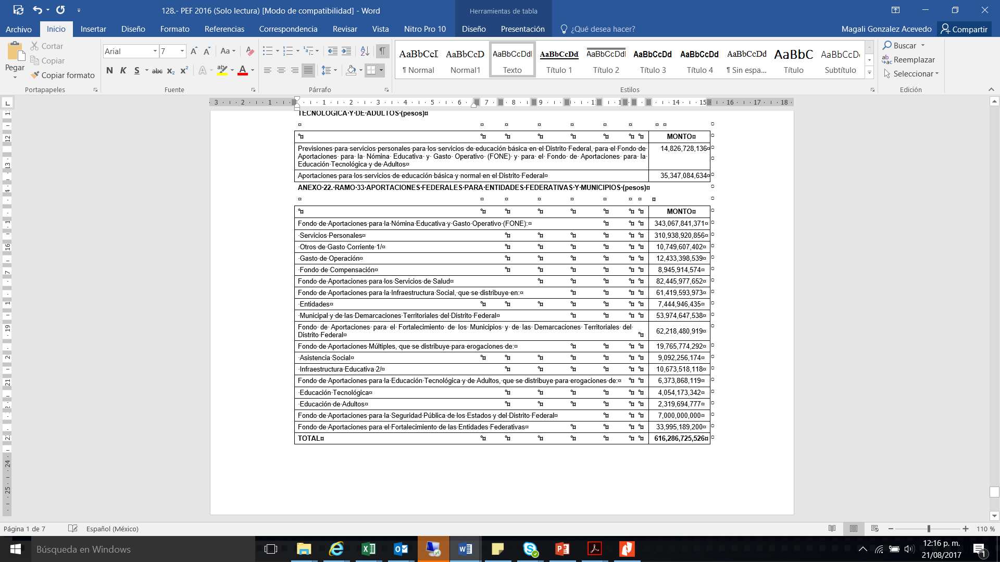 128.- PEF 2016 (Solo lectura) [Modo de compatibilidad] - Word
Herramientas de tabla
Archivo Inicio Insertar Diseño Formato Referencias Correspondencia Revisar Vista Nitro Pro 10 Diseño Presentación ¿Qué desea hacer? Magali Gonzalez Acevedo Compartir
Pegar
Cortar
Copiar
Copiar formato
Portapapeles
Arial 7
Fuente
Párrafo
AaBbCcI AaBbCcD AaBbCcDdI AaBbCcDd AaBbCcDdI AaBbCcDd AaBbCcDd AaBbCcDd AaBbC AaBbCcD
¶ Normal Normal1 Texto Título 1 Título 2 Título 3 Título 4 ¶ Sin espa... Título Subtítulo
Estilos
Buscar
Reemplazar
Seleccionar
Edición
TECNOLÓGICA Y DE ADULTOS (pesos)
MONTO
Previsiones para servicios personales para los servicios de educación básica en el Distrito Federal, para el Fondo de 14,826,728,136
Aportaciones para la Nómina Educativa y Gasto Operativo (FONE) y para el Fondo de Aportaciones para la
Educación Tecnológica y de Adultos
Aportaciones para los servicios de educación básica y normal en el Distrito Federal 35,347,084,634
ANEXO 22. RAMO 33 APORTACIONES FEDERALES PARA ENTIDADES FEDERATIVAS Y MUNICIPIOS (pesos)
MONTO
Fondo de Aportaciones para la Nómina Educativa y Gasto Operativo (FONE): 343,067,841,371
Servicios Personales 310,938,920,856
Otros de Gasto Corriente 1/ 10,749,607,402
Gasto de Operación 12,433,398,539
Fondo de Compensación 8,945,914,574
Fondo de Aportaciones para los Servicios de Salud 82,445,977,652
Fondo de Aportaciones para la Infraestructura Social, que se distribuye en: 61,419,593,973
Entidades 7,444,946,435
Municipal y de las Demarcaciones Territoriales del Distrito Federal 53,974,647,538
Fondo de Aportaciones para el Fortalecimiento de los Municipios y de las Demarcaciones Territoriales del
Distrito Federal 62,218,480,919
Fondo de Aportaciones Múltiples, que se distribuye para erogaciones de: 19,765,774,292
Asistencia Social 9,092,256,174
Infraestructura Educativa 2/ 10,673,518,118
Fondo de Aportaciones para la Educación Tecnológica y de Adultos, que se distribuye para erogaciones de: 6,373,868,119
Educación Tecnológica 4,054,173,342
Educación de Adultos 2,319,694,777
Fondo de Aportaciones para la Seguridad Pública de los Estados y del Distrito Federal 7,000,000,000
Fondo de Aportaciones para el Fortalecimiento de las Entidades Federativas 33,995,189,200
TOTAL 616,286,725,526
Página 1 de 7 Español (México) 110 %
Búsqueda en Windows
12:16 p. m.
21/08/2017
1